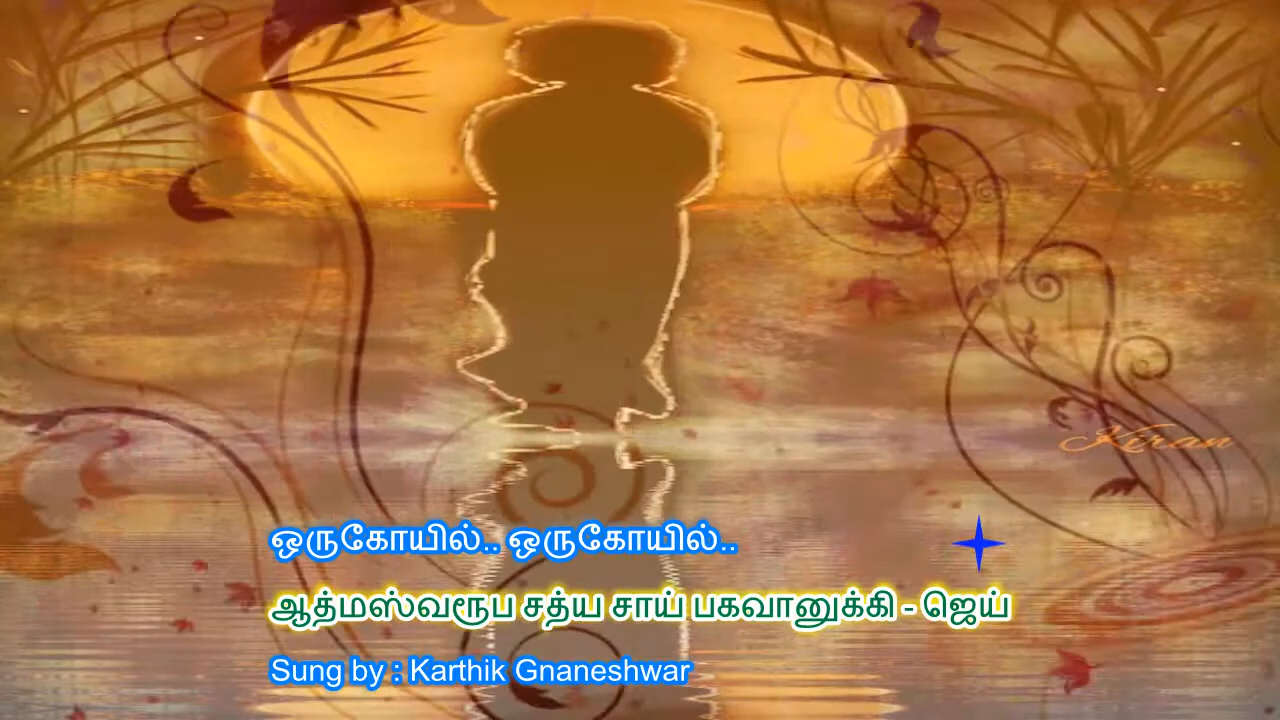 Kiran
ஒருகோயில்.. ஒருகோயில்..
ஆத்மஸ்வரூப சத்ய சாய் பகவானுக்கி - ஜெய்
Sung by : Karthik Gnaneshwar